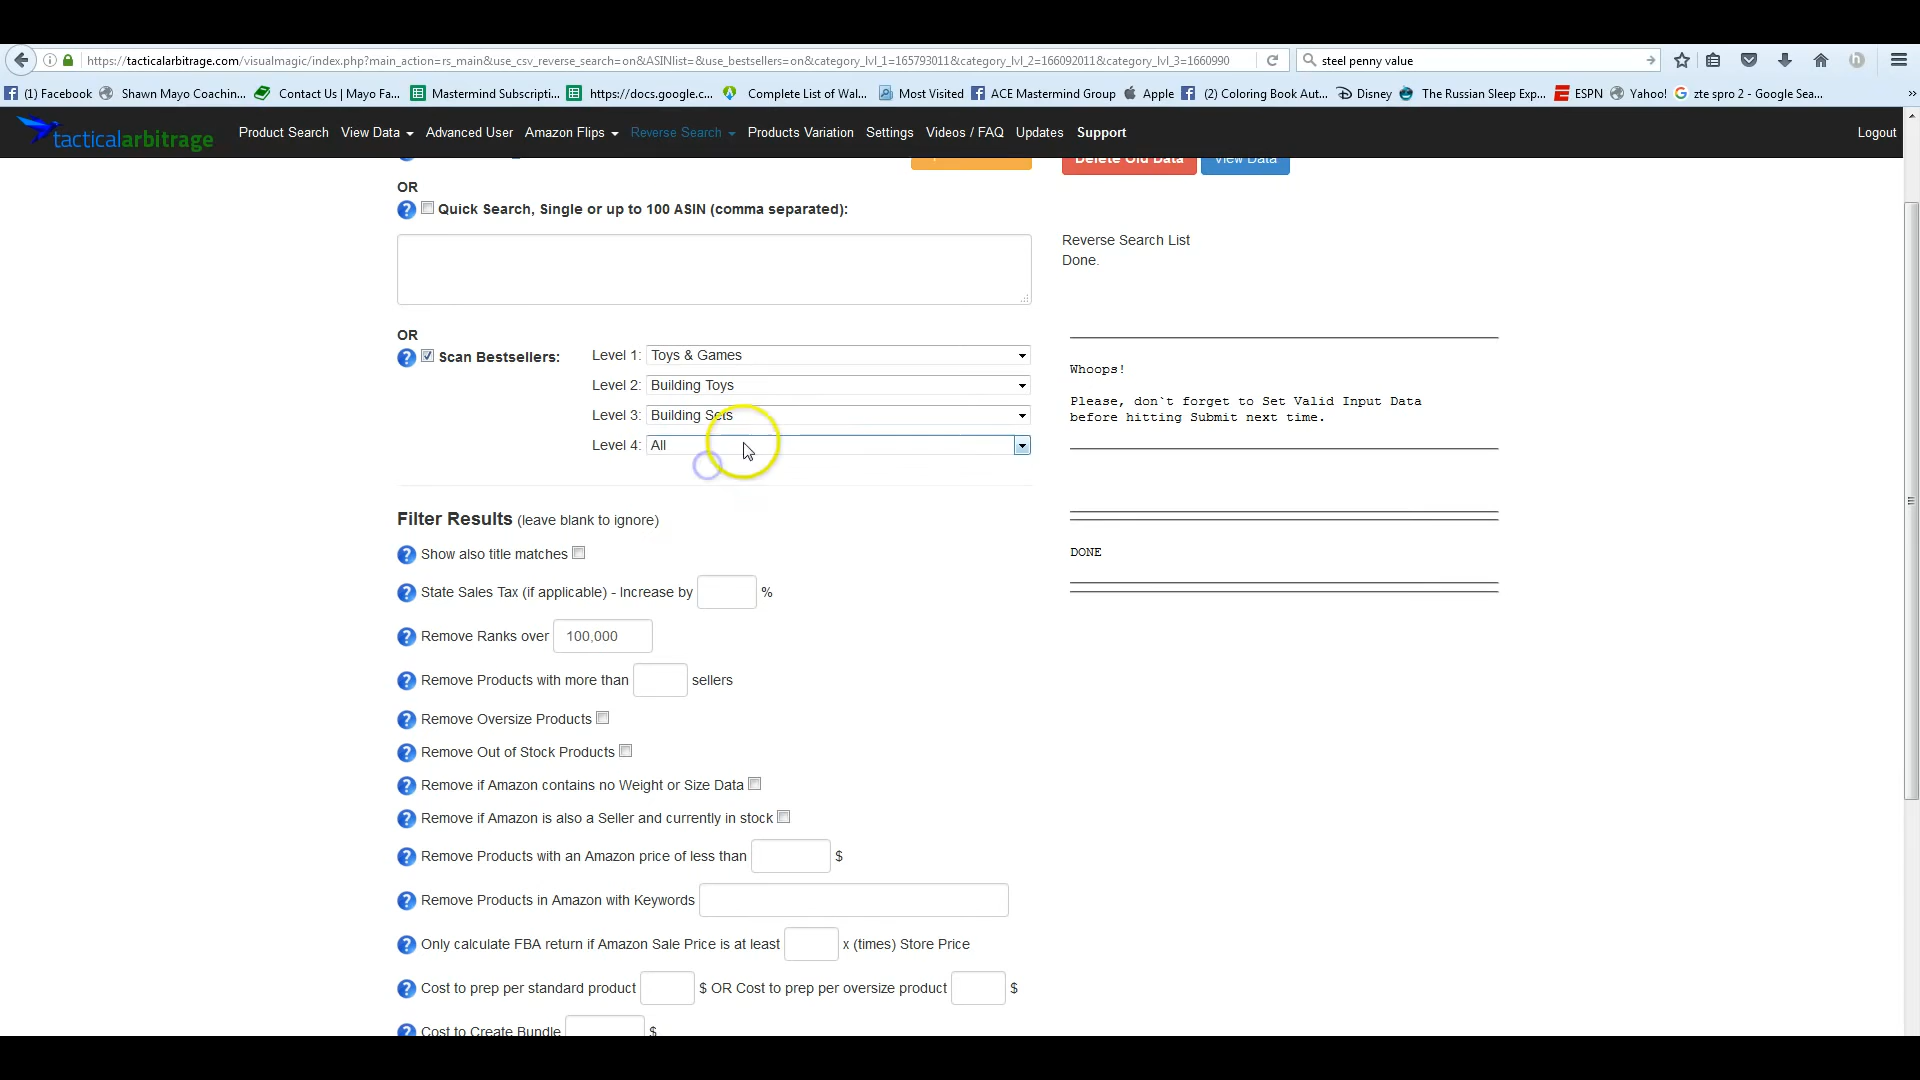 https://tacticalarbitrage.com/visualmagic/index.php?main_action=rs_main&use_csv_reverse_search=on&ASINlist=&use_bestsellers=on&category_lvl_1=165793011&category_lvl_2=166092011&category_lvl_3=1660990
steel penny value
(1) Facebook
Shawn Mayo Coachin...
Contact Us | Mayo Fa...
Mastermind Subscripti...
https://docs.google.c...
Complete List of Wal...
Most Visited
ACE Mastermind Group
Apple
(2) Coloring Book Aut...
Disney
The Russian Sleep Exp...
ESPN
Yahoo!
zte spro 2 - Google Sea...
tacticalarbitrage
Product Search
View Data
Advanced User
Amazon Flips
Reverse Search
Products Variation
Settings
Videos / FAQ
Updates
Support
Logout
Delete Old Data
View Data
OR
Quick Search, Single or up to 100 ASIN (comma separated):
Reverse Search List
Done.
OR
Scan Bestsellers:
Level 1: Toys & Games
Level 2: Building Toys
Level 3: Building Sets
Level 4: All
Whoops!
Please, don`t forget to Set Valid Input Data
before hitting Submit next time.
DONE
Filter Results (leave blank to ignore)
Show also title matches
State Sales Tax (if applicable) - Increase by %
Remove Ranks over 100,000
Remove Products with more than sellers
Remove Oversize Products
Remove Out of Stock Products
Remove if Amazon contains no Weight or Size Data
Remove if Amazon is also a Seller and currently in stock
Remove Products with an Amazon price of less than $
Remove Products in Amazon with Keywords
Only calculate FBA return if Amazon Sale Price is at least x (times) Store Price
Cost to prep per standard product $ OR Cost to prep per oversize product $
Cost to Create Bundle $